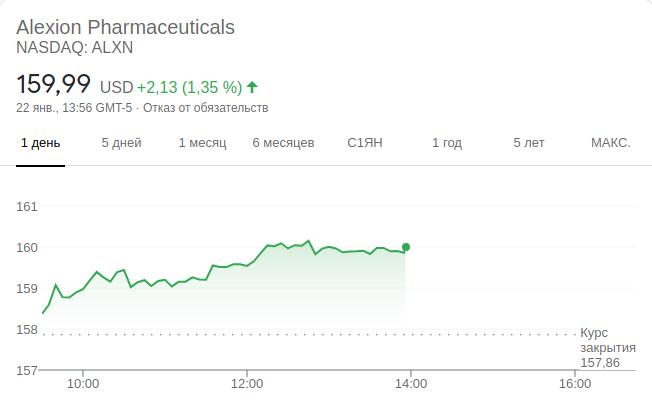 Alexion Pharmaceuticals
NASDAQ: ALXN
159,99 USD +2,13 (1,35 %)
22 янв., 13:56 GMT-5 · Отказ от обязательств
1 день 5 дней 1 месяц 6 месяцев С1ЯН 1 год 5 лет МАКС.
161
160
159
158
Курс
закрытия
157,86
157
10:00 12:00 14:00 16:00